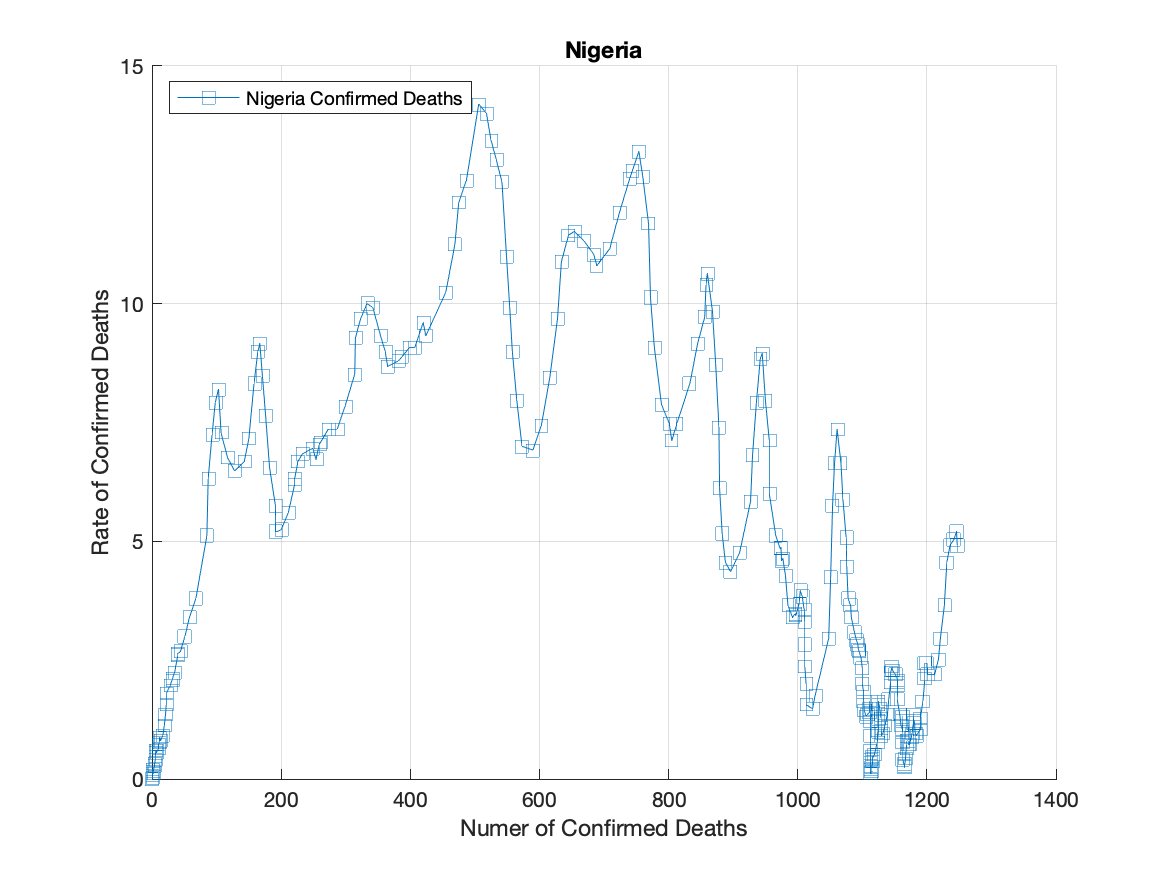 Nigeria
15
Nigeria Confirmed Deaths
10
5
0
Rate of Confirmed Deaths
0 200 400 600 800 1000 1200 1400
Numer of Confirmed Deaths